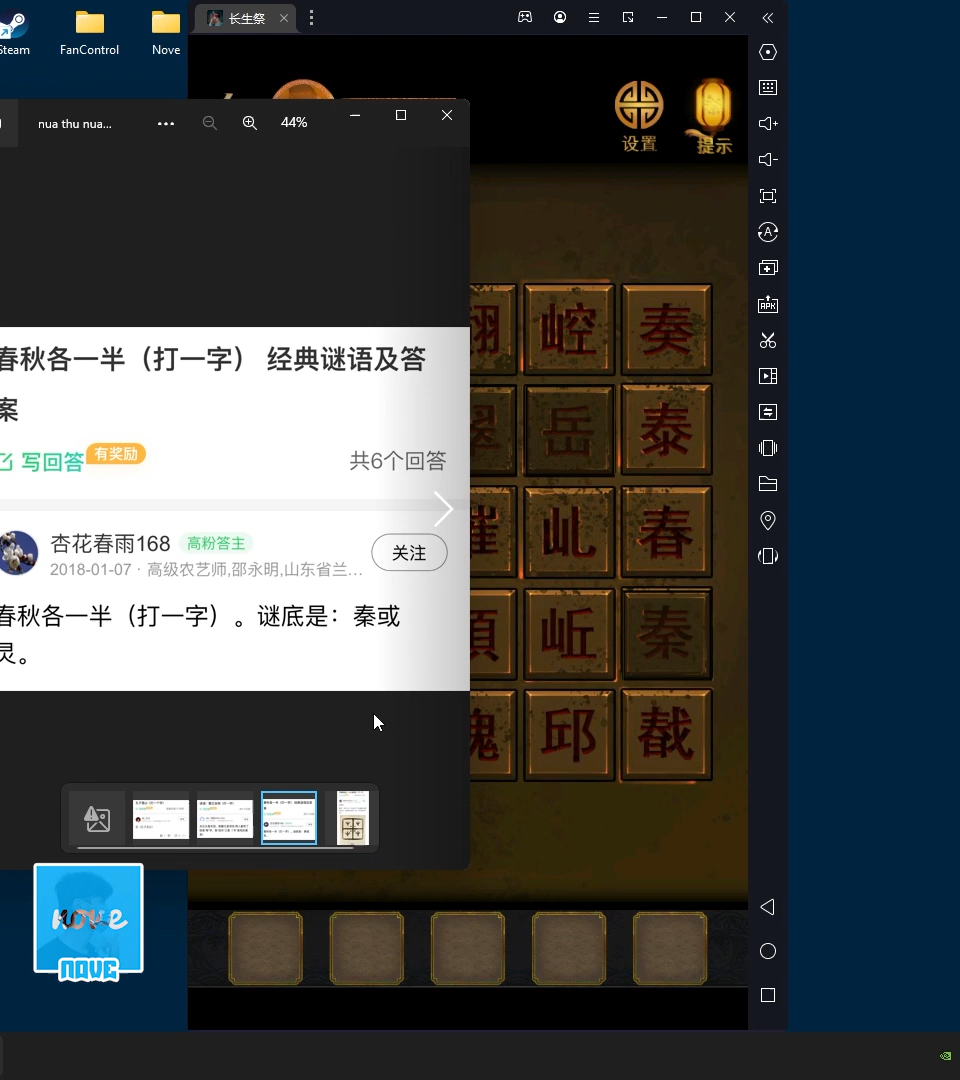 长生祭
Steam
FanControl
Nove
nua thu nua...
44%
设置
提示
崆
奏
春秋各一半（打一字） 经典谜语及答
案
写回答
有奖励
共6个回答
岳
泰
杏花春雨168
高粉答主
关注
2018-01-07 · 高级农艺师,邵永明,山东省兰...
春
春秋各一半（打一字）。谜底是：秦或
灵。
岴
秦
邱
戡
nove
NOVE
APK
A